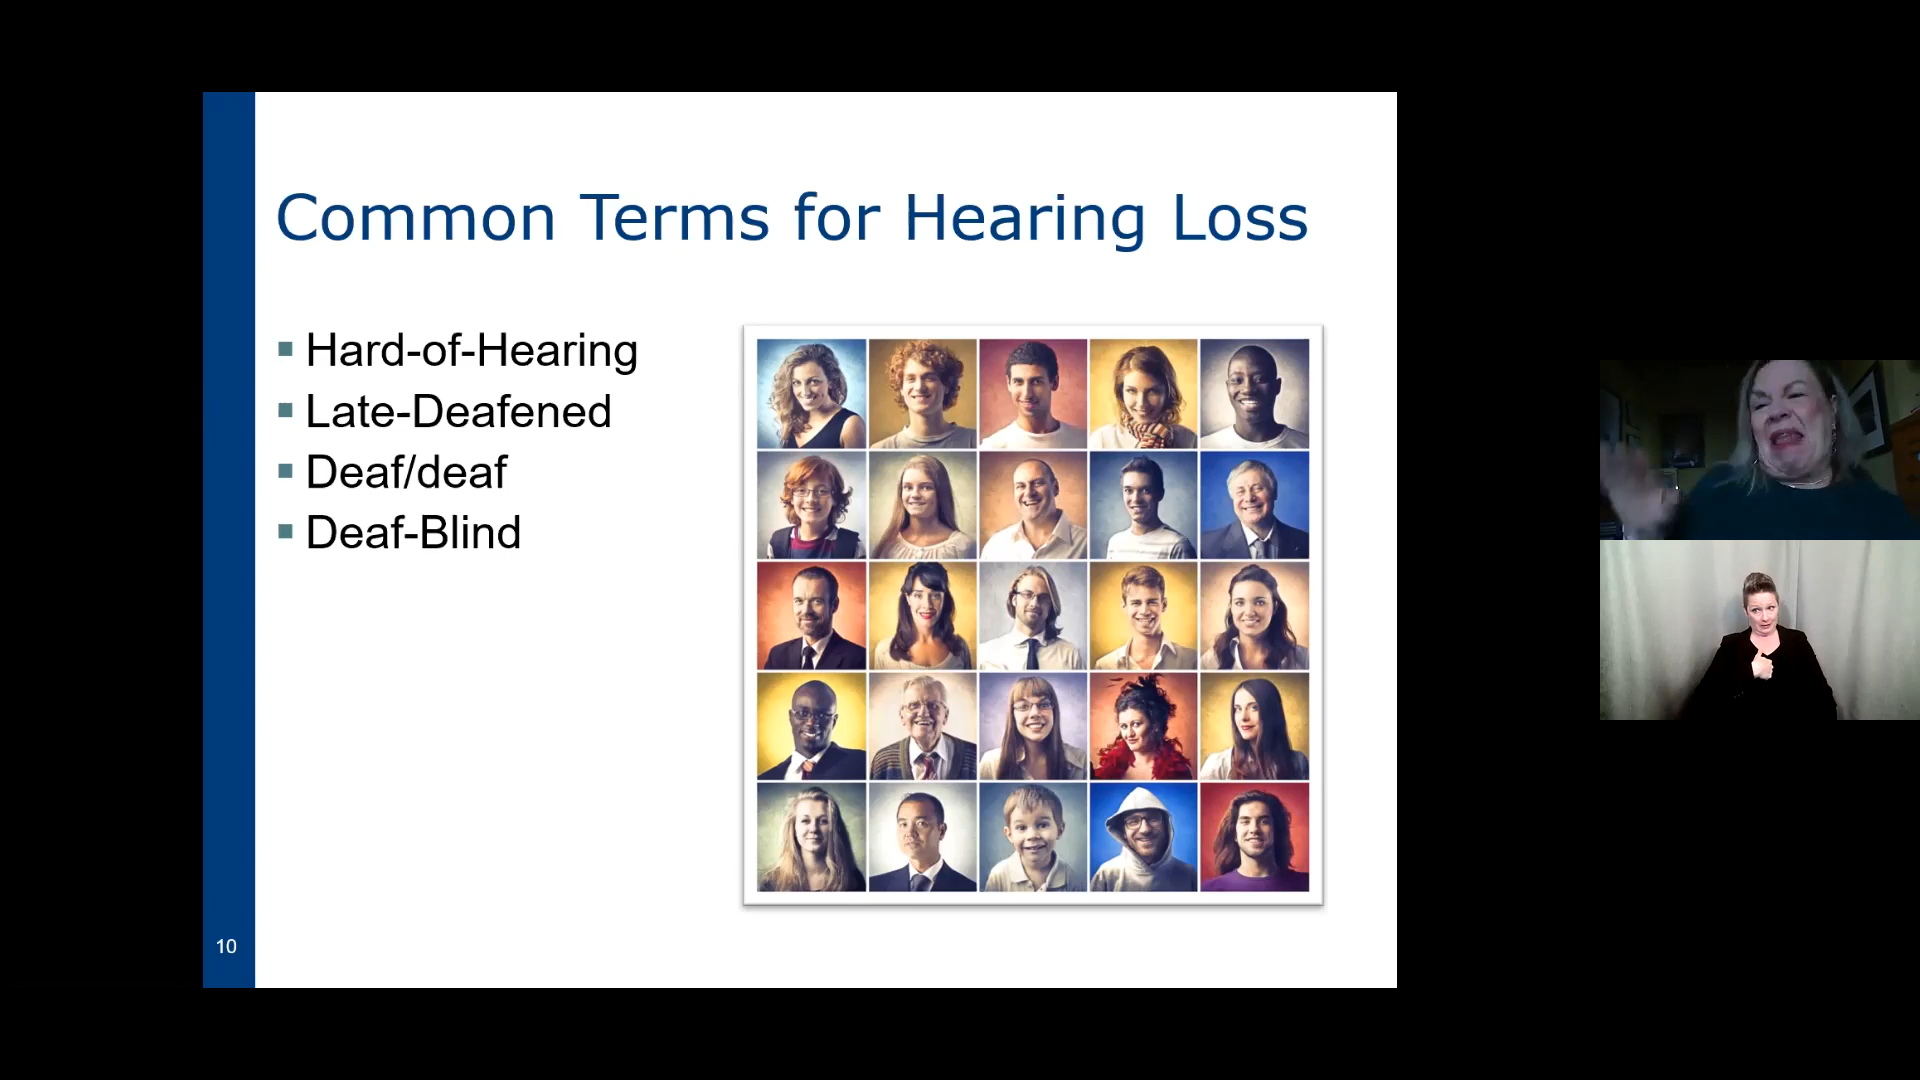 Common Terms for Hearing Loss
Hard-of-Hearing
Late-Deafened
Deaf/deaf
Deaf-Blind
10